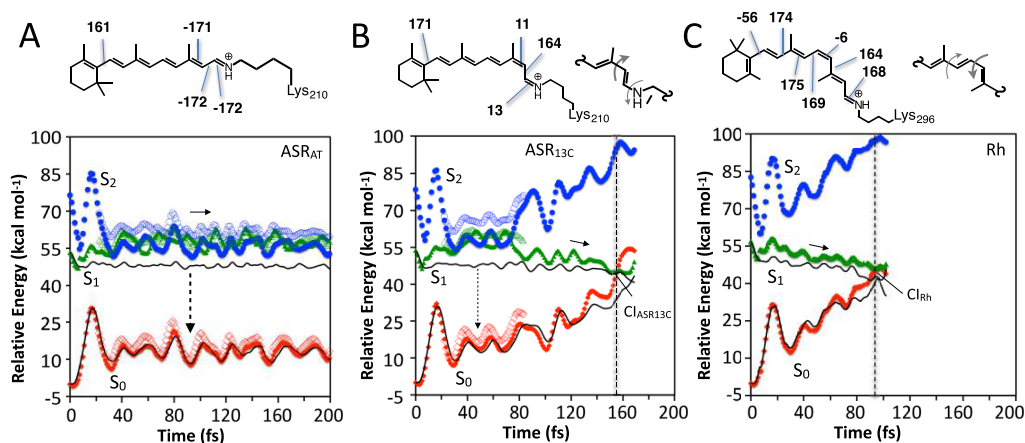 A
161
-171
-172
-172
⊕
N
H
Lys210
B
171
11
164
13
⊕
N
H
Lys210
N
H
C
-56
174
-6
164
175
169
168
⊕
NH
Lys296
Relative Energy (kcal mol-1)
100
85
70
55
40
25
10
-5
ASRAT
S2
S1
S0
0 40 80 120 160 200
Time (fs)
Relative Energy (kcal mol-1)
100
85
70
55
40
25
10
-5
ASR13C
S2
S1
CIASR13C
S0
0 40 80 120 160 200
Time (fs)
Relative Energy (kcal mol-1)
100
85
70
55
40
25
10
-5
Rh
S2
S1
CIRh
S0
0 40 80 120 160 200
Time (fs)